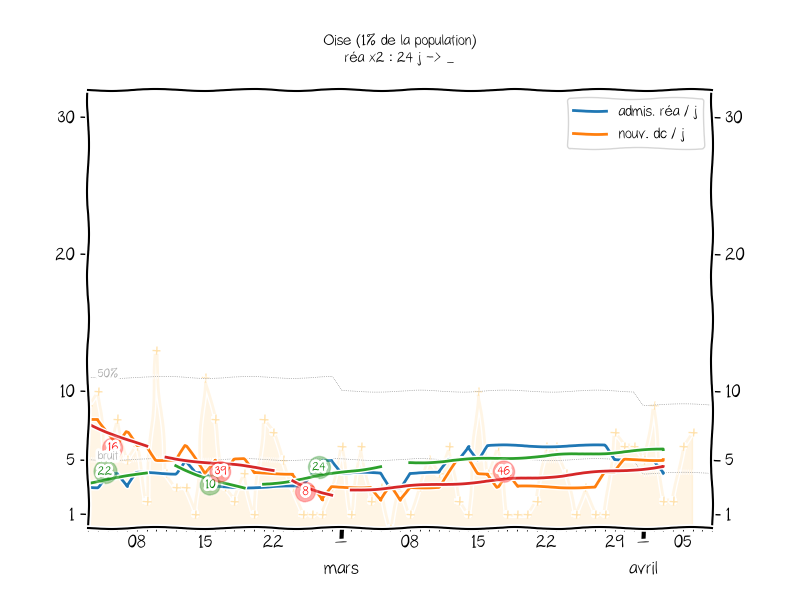 Oise (1% de la population)
réa x2 : 24 j -> _
admis. réa / j
nouv. dc / j
30 30
20 20
10 10
5 5
1 1
50%
bruit
16
22
39
10
24
8
46
08 15 22 08 15 22 29 05
mars avril